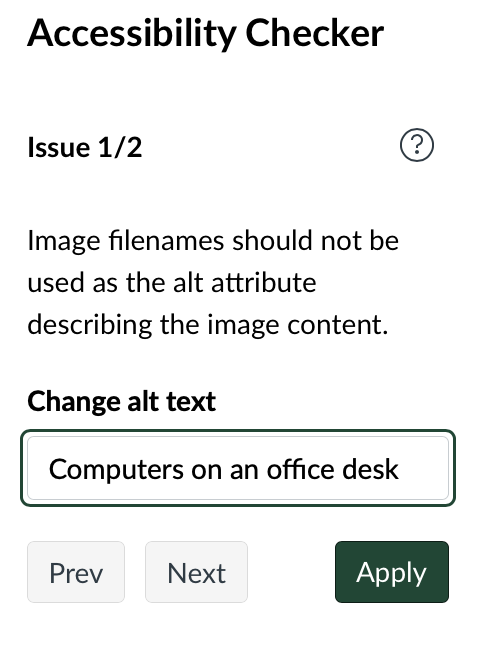 Accessibility Checker
Issue 1/2
?
Image filenames should not be
used as the alt attribute
describing the image content.
Change alt text
Computers on an office desk
Prev Next Apply